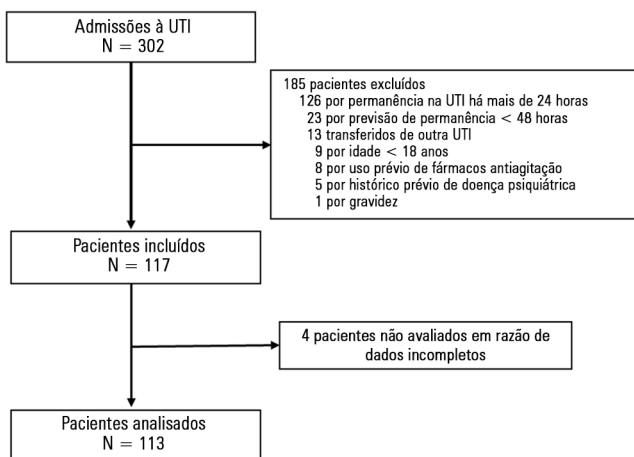 Admissões à UTI
N = 302
185 pacientes excluídos
126 por permanência na UTI há mais de 24 horas
23 por previsão de permanência < 48 horas
13 transferidos de outra UTI
9 por idade < 18 anos
8 por uso prévio de fármacos antiagitação
5 por histórico prévio de doença psiquiátrica
1 por gravidez
Pacientes incluídos
N = 117
4 pacientes não avaliados em razão de
dados incompletos
Pacientes analisados
N = 113